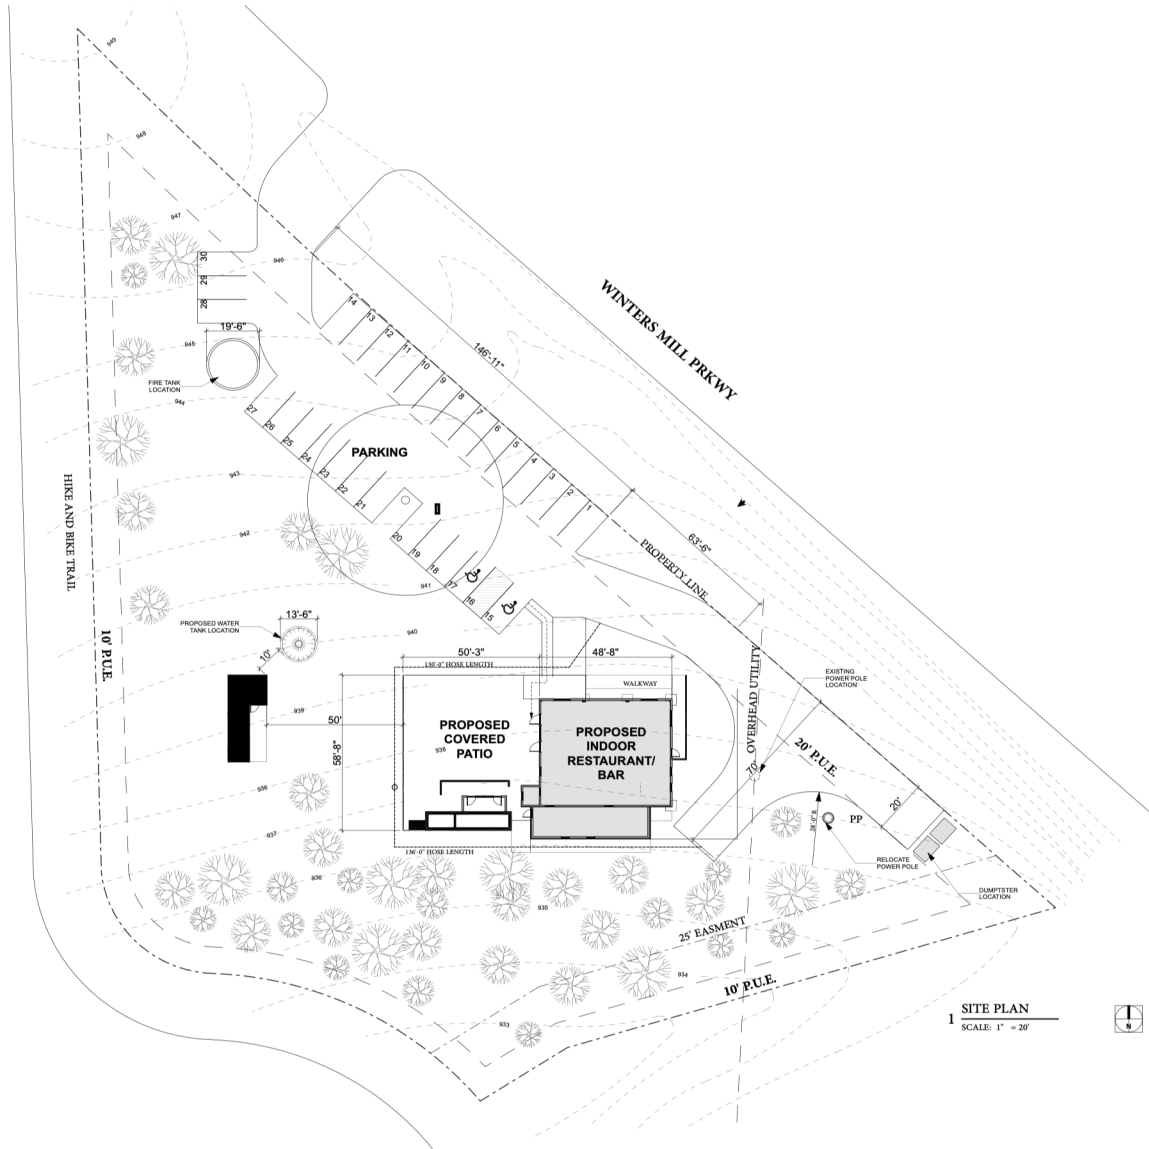 949
948
947
946
30
29
28
19'-6"
945
FIRE TANK
LOCATION
944
14
13
12
11
10
9
8
7
6
5
4
3
2
1
146'-11"
WINTERS MILL PRKWY
27
26
25
24
23
22
21
PARKING
943
942
941
940
20
19
18
17
16
15
HIKE AND BIKE TRAIL
10' P.U.E.
63'-6"
PROPERTY LINE
13'-6"
PROPOSED WATER
TANK LOCATION
10'
50'-3"
48'-8"
130'-0" HOSE LENGTH
WALKWAY
OVERHEAD UTILITY
EXISTING
POWER POLE
LOCATION
939
50'
58'-8"
PROPOSED
COVERED
PATIO
938
PROPOSED
INDOOR
RESTAURANT/
BAR
70'
20' P.U.E.
20'
28'-0" R
PP
RELOCATE
POWER POLE
DUMPTSTER
LOCATION
938
937
936
136'-0" HOSE LENGTH
935
25' EASMENT
934
10' P.U.E.
933
1
SITE PLAN
SCALE: 1" = 20'
N